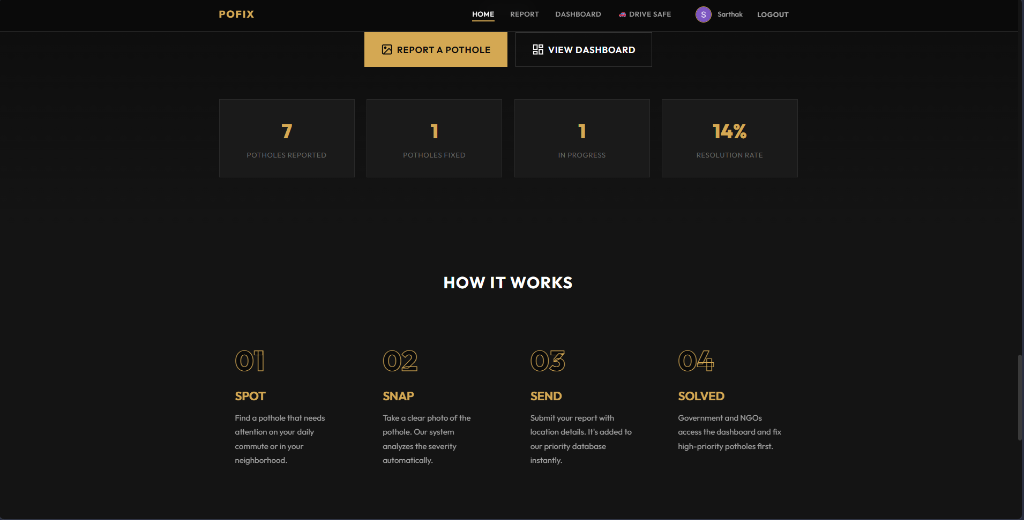 POFIX
HOME REPORT DASHBOARD 🚗 DRIVE SAFE S Sarthak LOGOUT
REPORT A POTHOLE VIEW DASHBOARD
7 1 1 14%
POTHOLES REPORTED POTHOLES FIXED IN PROGRESS RESOLUTION RATE
HOW IT WORKS
01
SPOT
Find a pothole that needs
attention on your daily
commute or in your
neighborhood.
02
SNAP
Take a clear photo of the
pothole. Our system
analyzes the severity
automatically.
03
SEND
Submit your report with
location details. It's added to
our priority database
instantly.
04
SOLVED
Government and NGOs
access the dashboard and fix
high-priority potholes first.